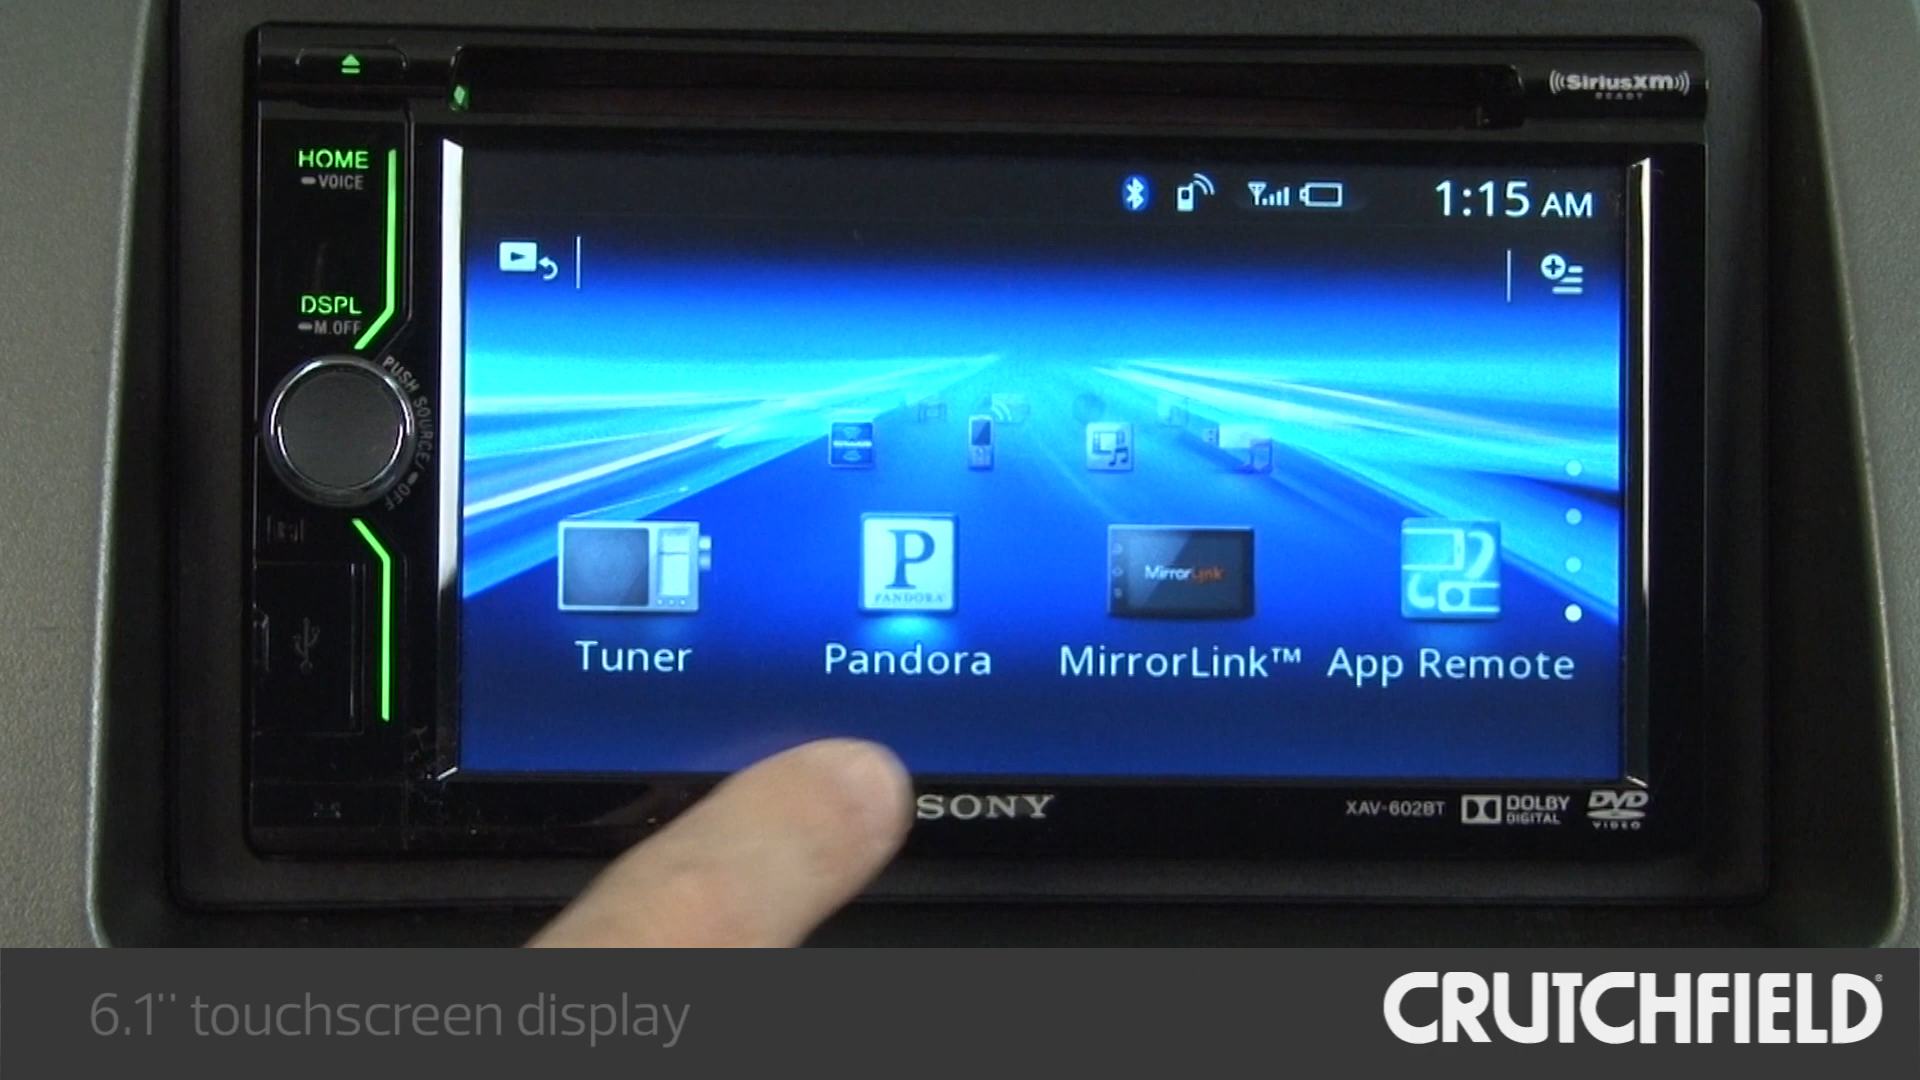 SiriusXM
READY
HOME
VOICE
1:15 AM
DSPL
M.OFF
PUSH SOURCE/ OFF
P
PANDORA
MirrorLink
Tuner
Pandora
MirrorLink™
App Remote
SONY
XAV-602BT
DOLBY
DIGITAL
DVD
VIDEO
6.1" touchscreen display
CRUTCHFIELD